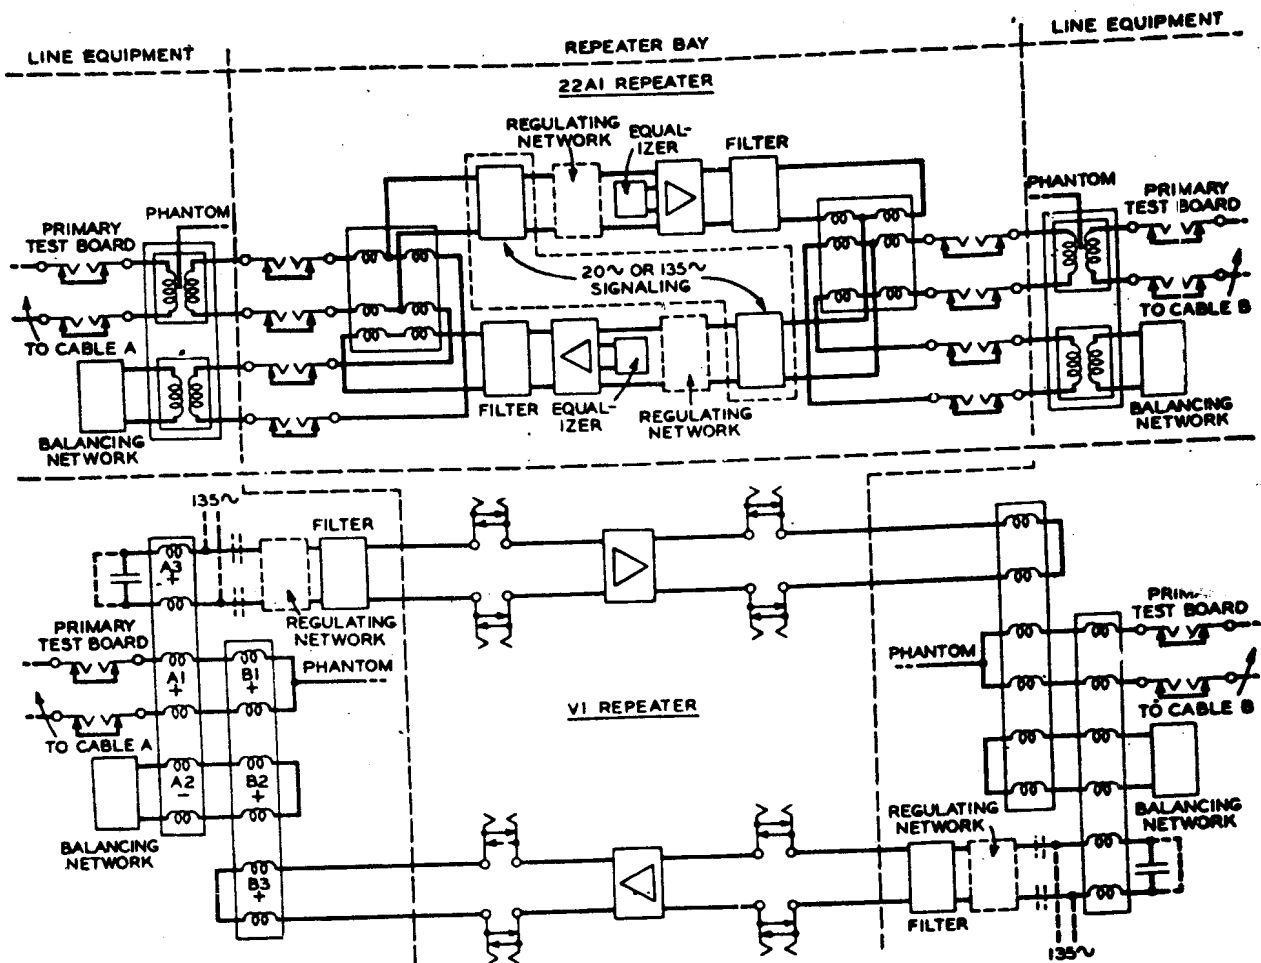 LINE EQUIPMENT
REPEATER BAY
LINE EQUIPMENT
22A1 REPEATER
REGULATING
NETWORK
EQUAL-
IZER
FILTER
PHANTOM
PHANTOM
PRIMARY
TEST BOARD
PRIMARY
TEST BOARD
20~ OR 135~
SIGNALING
TO CABLE A
TO CABLE B
FILTER
EQUAL-
IZER
REGULATING
NETWORK
BALANCING
NETWORK
BALANCING
NETWORK
135~
FILTER
A3
+
REGULATING
NETWORK
PRIMARY
TEST BOARD
PRIMARY
TEST BOARD
PHANTOM
PHANTOM
A1
+
B1
+
V1 REPEATER
TO CABLE A
TO CABLE B
A2
-
B2
+
BALANCING
NETWORK
REGULATING
NETWORK
BALANCING
NETWORK
B3
+
FILTER
135~